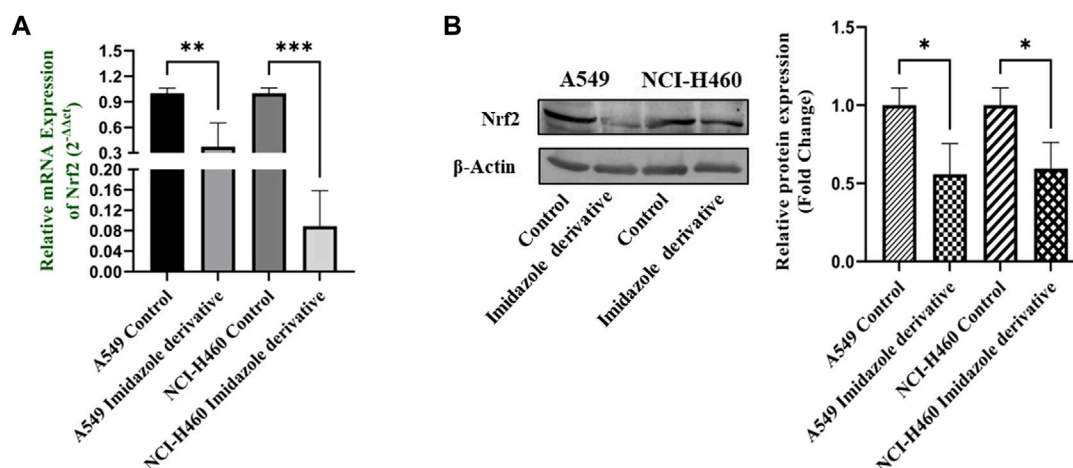 A
Relative mRNA Expression
of Nrf2 (2^-ΔΔct)
1.5
1.2
0.9
0.6
0.3
0.20
0.16
0.12
0.08
0.04
0.00
**
***
A549 Control
A549 Imidazole derivative
NCI-H460 Control
NCI-H460 Imidazole derivative
B
A549 NCI-H460
Nrf2
β-Actin
Control
Imidazole derivative
Control
Imidazole derivative
Relative protein expression
(Fold Change)
1.5
1.0
0.5
0.0
*
*
A549 Control
A549 Imidazole derivative
NCI-H460 Control
NCI-H460 Imidazole derivative